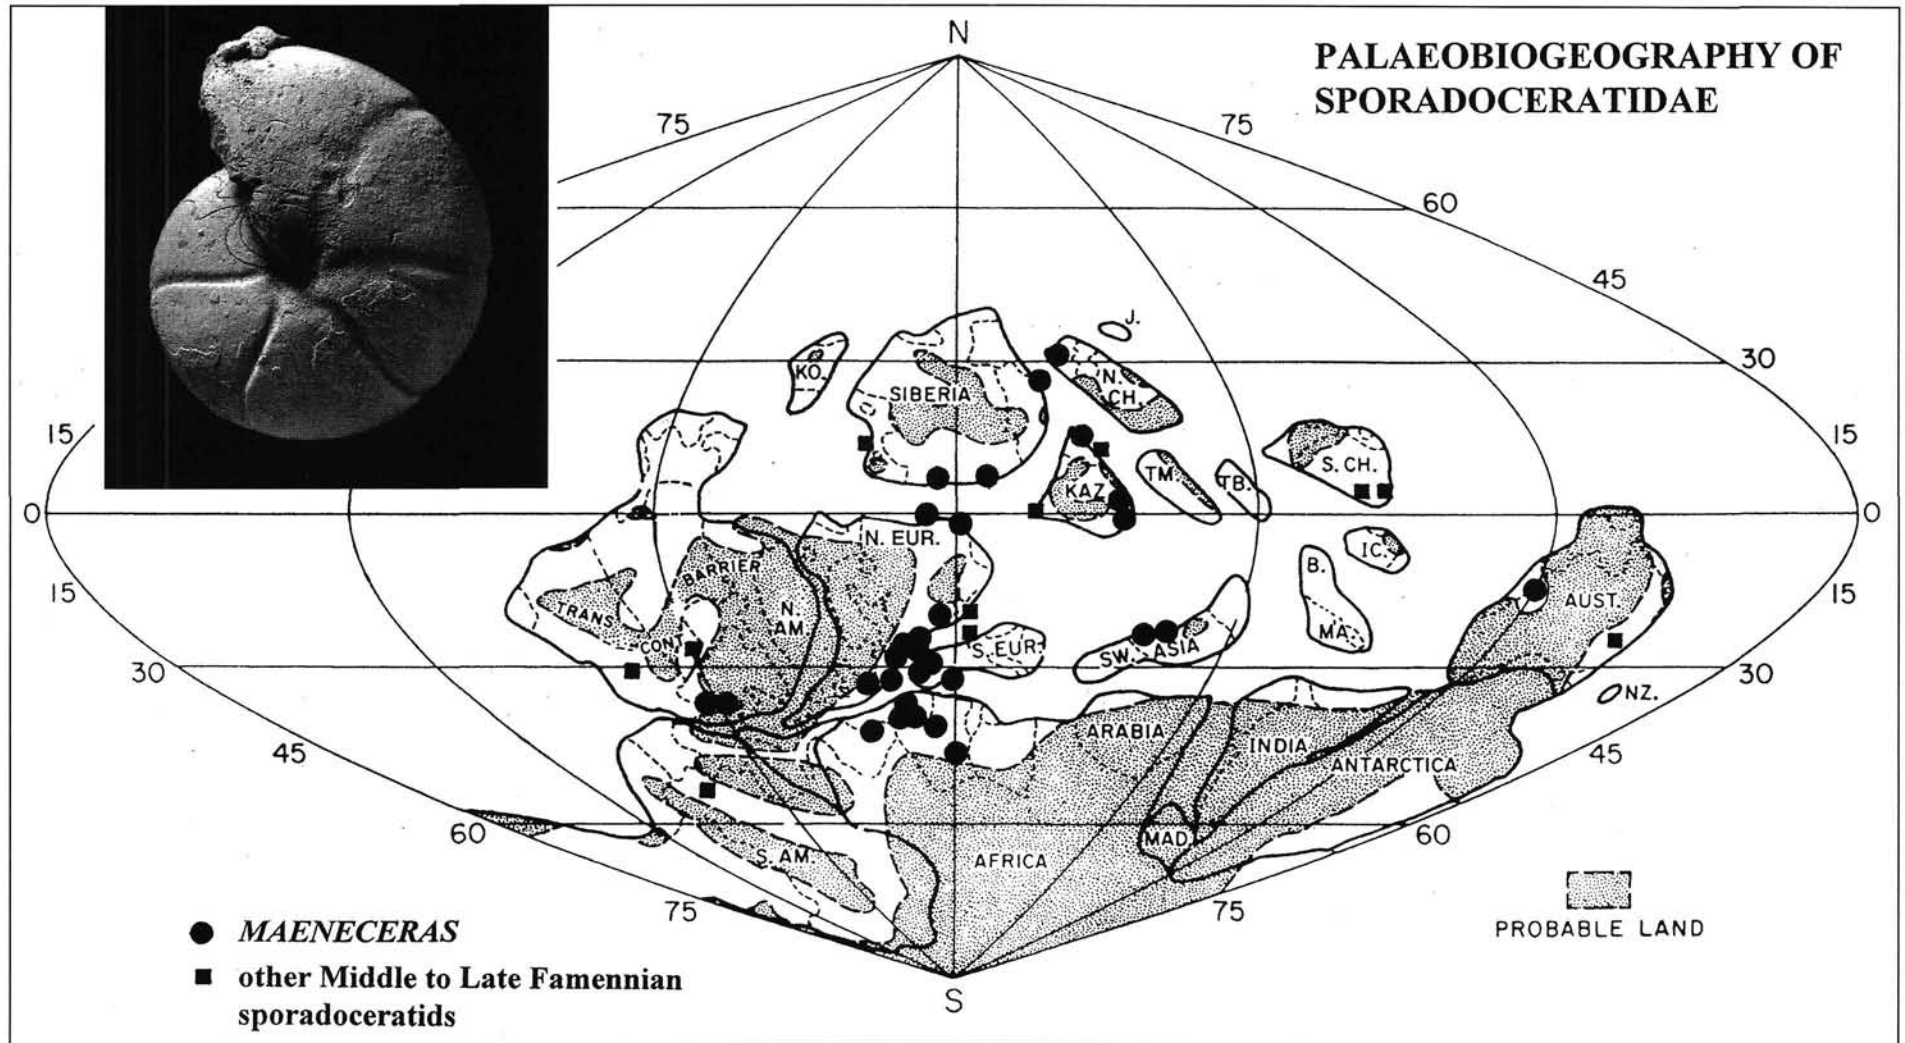 PALAEOBIOGEOGRAPHY OF
SPORADOCERATIDAE
N
75
75
60
45
J.
30
KO.
SIBERIA
N.
CH.
15
15
S. CH.
TM.
TB.
KAZ.
0
0
N. EUR.
IC.
B.
BARRIER
15
15
TRANS
N.
AM.
AUST.
CONT.
MA.
S. EUR.
SW. ASIA
30
30
NZ.
ARABIA
INDIA
45
45
ANTARCTICA
60
60
MAD.
S. AM.
AFRICA
75
75
PROBABLE LAND
MAENECERAS
other Middle to Late Famennian
sporadoceratids
S